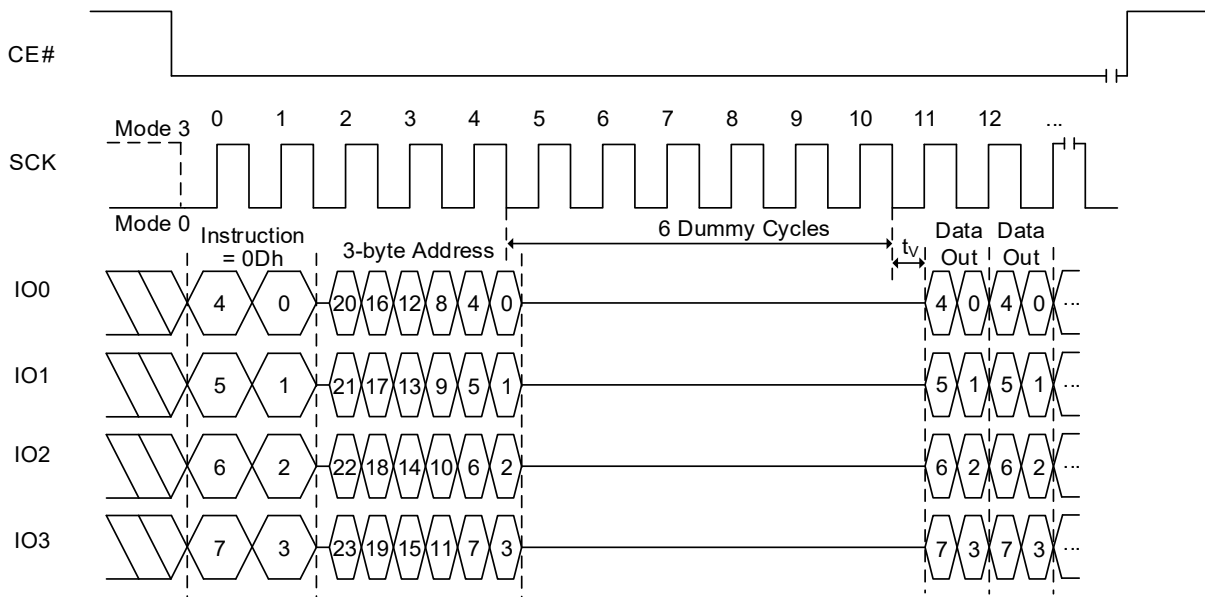 CE#
0 1 2 3 4 5 6 7 8 9 10 11 12 ...
Mode 3
SCK
Mode 0
Instruction
= 0Dh
3-byte Address
6 Dummy Cycles
tV
Data
Out
Data
Out
IO0 4 0 20 16 12 8 4 0 4 0 4 0 ...
IO1 5 1 21 17 13 9 5 1 5 1 5 1 ...
IO2 6 2 22 18 14 10 6 2 6 2 6 2 ...
IO3 7 3 23 19 15 11 7 3 7 3 7 3 ...